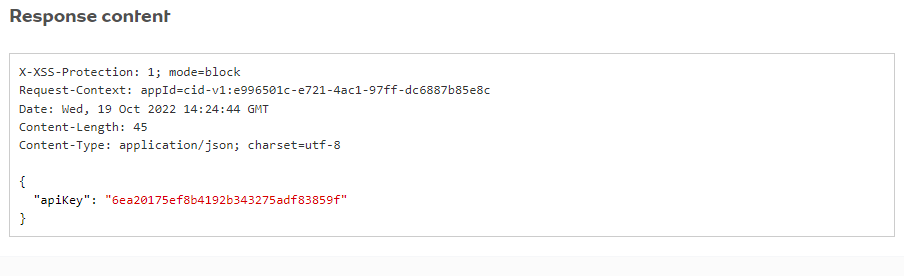 Response content
X-XSS-Protection: 1; mode=block
Request-Context: appId=cid-v1:e996501c-e721-4ac1-97ff-dc6887b85e8c
Date: Wed, 19 Oct 2022 14:24:44 GMT
Content-Length: 45
Content-Type: application/json; charset=utf-8
{
"apiKey": "6ea20175ef8b4192b343275adf83859f"
}